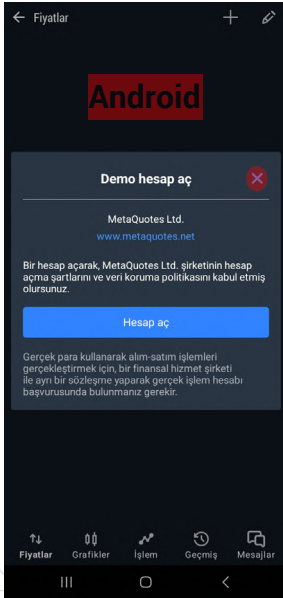 Fiyatlar
Android
Demo hesap aç
MetaQuotes Ltd.
www.metaquotes.net
Bir hesap açarak, MetaQuotes Ltd. şirketinin hesap
açma şartlarını ve veri koruma politikasını kabul etmiş
olursunuz.
Hesap aç
Gerçek para kullanarak alım-satım işlemleri
gerçekleştirmek için, bir finansal hizmet şirketi
ile ayrı bir sözleşme yaparak gerçek işlem hesabı
başvurusunda bulunmanız gerekir.
Fiyatlar Grafikler İşlem Geçmiş Mesajlar